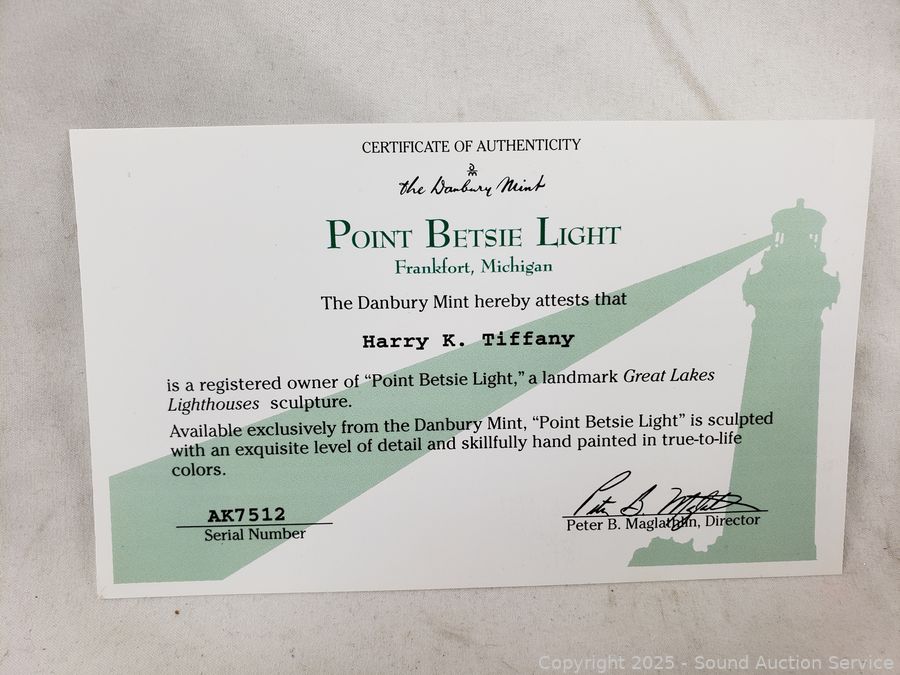 CERTIFICATE OF AUTHENTICITY
the Danbury Mint
POINT BETSIE LIGHT
Frankfort, Michigan
The Danbury Mint hereby attests that
Harry K. Tiffany
is a registered owner of “Point Betsie Light,” a landmark Great Lakes
Lighthouses sculpture.
Available exclusively from the Danbury Mint, “Point Betsie Light” is sculpted
with an exquisite level of detail and skillfully hand painted in true-to-life
colors.
AK7512
Serial Number
Peter B. Maglathlin
Peter B. Maglathlin, Director
Copyright 2025 - Sound Auction Service